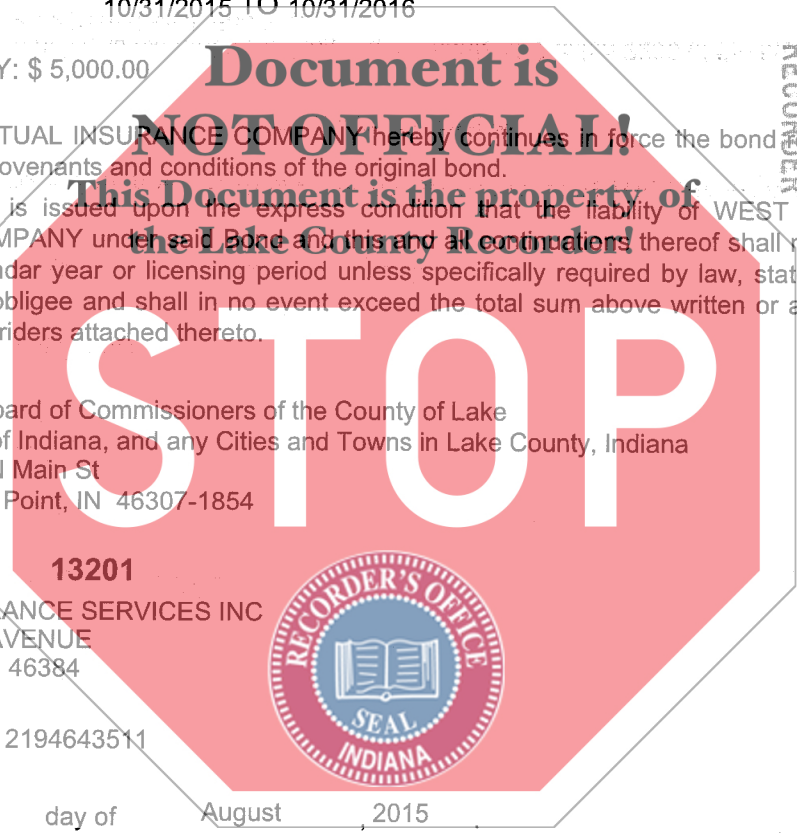 10/31/2015 TO 10/31/2016
Y: $ 5,000.00
Document is
NOT OFFICIAL!
TUAL INSURANCE COMPANY hereby continues in force the bond
ovenants and conditions of the original bond.
This Document is the property of
is issued upon the express condition that the liability of WEST
the Lake County Recorder!
MPANY under said Bond and this and all continuations thereof shall
dar year or licensing period unless specifically required by law, stat
obligee and shall in no event exceed the total sum above written or a
riders attached thereto.
STOP
oard of Commissioners of the County of Lake
of Indiana, and any Cities and Towns in Lake County, Indiana
Main St
Point, IN 46307-1854
13201
RECORDER'S OFFICE
SEAL
INDIANA
ANCE SERVICES INC
AVENUE
46384
2194643511
day of August , 2015
RECORDER